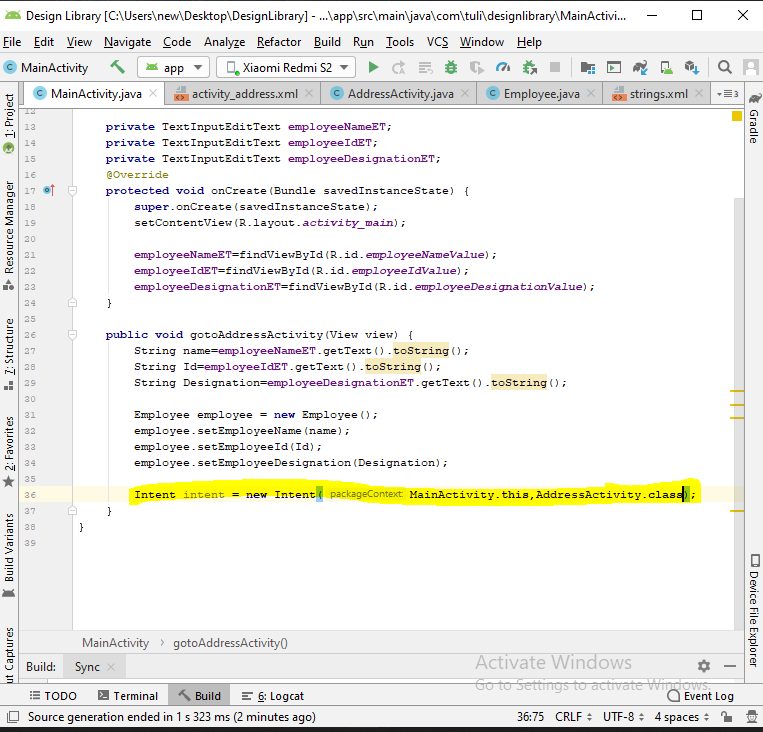 Design Library [C:\Users\new\Desktop\DesignLibrary] - ...\app\src\main\java\com\tuli\designlibrary\MainActivi...
File Edit View Navigate Code Analyze Refactor Build Run Tools VCS Window Help
MainActivity app Xiaomi Redmi S2
MainActivity.java activity_address.xml AddressActivity.java Employee.java strings.xml 3
1: Project
Resource Manager
7: Structure
2: Favorites
Build Variants
ut Captures
12
13 private TextInputEditText employeeNameET;
14 private TextInputEditText employeeIdET;
15 private TextInputEditText employeeDesignationET;
16 @Override
17 protected void onCreate(Bundle savedInstanceState) {
18 super.onCreate(savedInstanceState);
19 setContentView(R.layout.activity_main);
20
21 employeeNameET=findViewById(R.id.employeeNameValue);
22 employeeIdET=findViewById(R.id.employeeIdValue);
23 employeeDesignationET=findViewById(R.id.employeeDesignationValue);
24 }
25
26 public void gotoAddressActivity(View view) {
27 String name=employeeNameET.getText().toString();
28 String Id=employeeIdET.getText().toString();
29 String Designation=employeeDesignationET.getText().toString();
30
31 Employee employee = new Employee();
32 employee.setEmployeeName(name);
33 employee.setEmployeeId(Id);
34 employee.setEmployeeDesignation(Designation);
35
36 Intent intent = new Intent( packageContext: MainActivity.this,AddressActivity.class);
37 }
38 }
39
Gradle
Device File Explorer
MainActivity › gotoAddressActivity()
Build: Sync
Activate Windows
Go to Settings to activate Windows.
TODO Terminal Build 6: Logcat Event Log
Source generation ended in 1 s 323 ms (2 minutes ago) 36:75 CRLF UTF-8 4 spaces